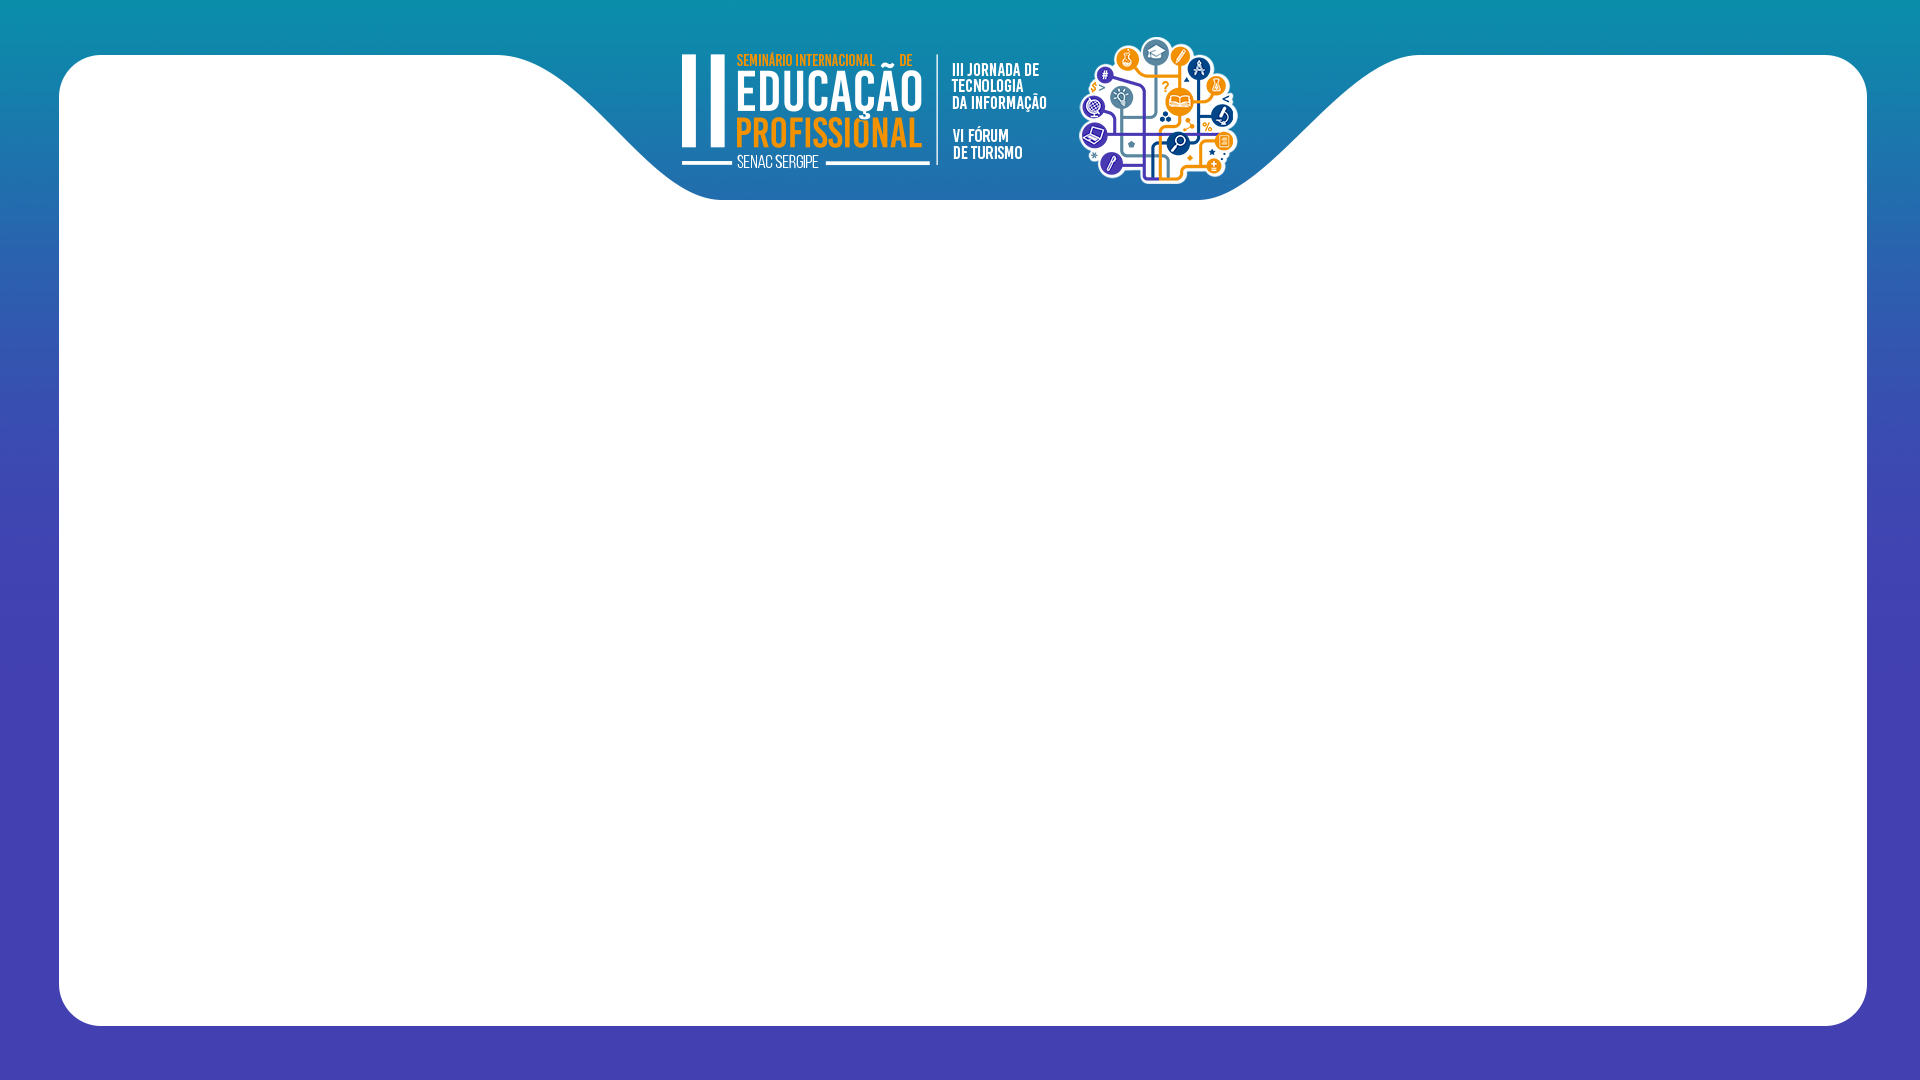 II
SEMINÁRIO INTERNACIONAL DE
EDUCAÇÃO
PROFISSIONAL
SENAC SERGIPE
III JORNADA DE
TECNOLOGIA
DA INFORMAÇÃO
VI FÓRUM
DE TURISMO